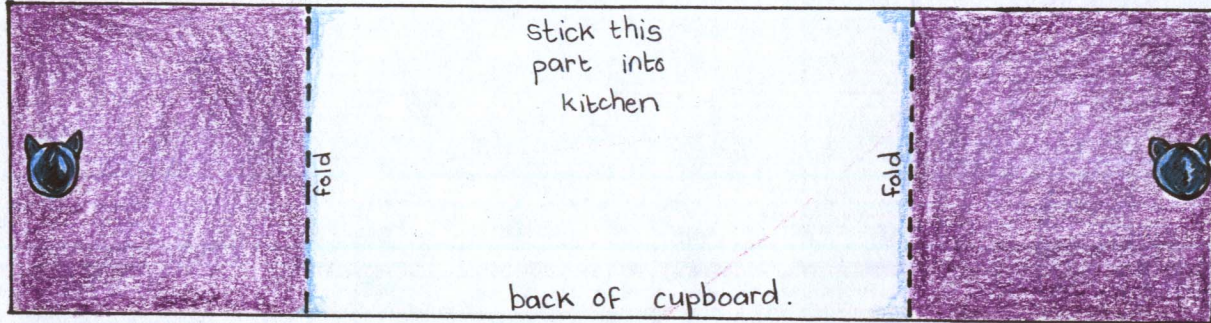 stick this
part into
kitchen
fold
fold
back of cupboard.